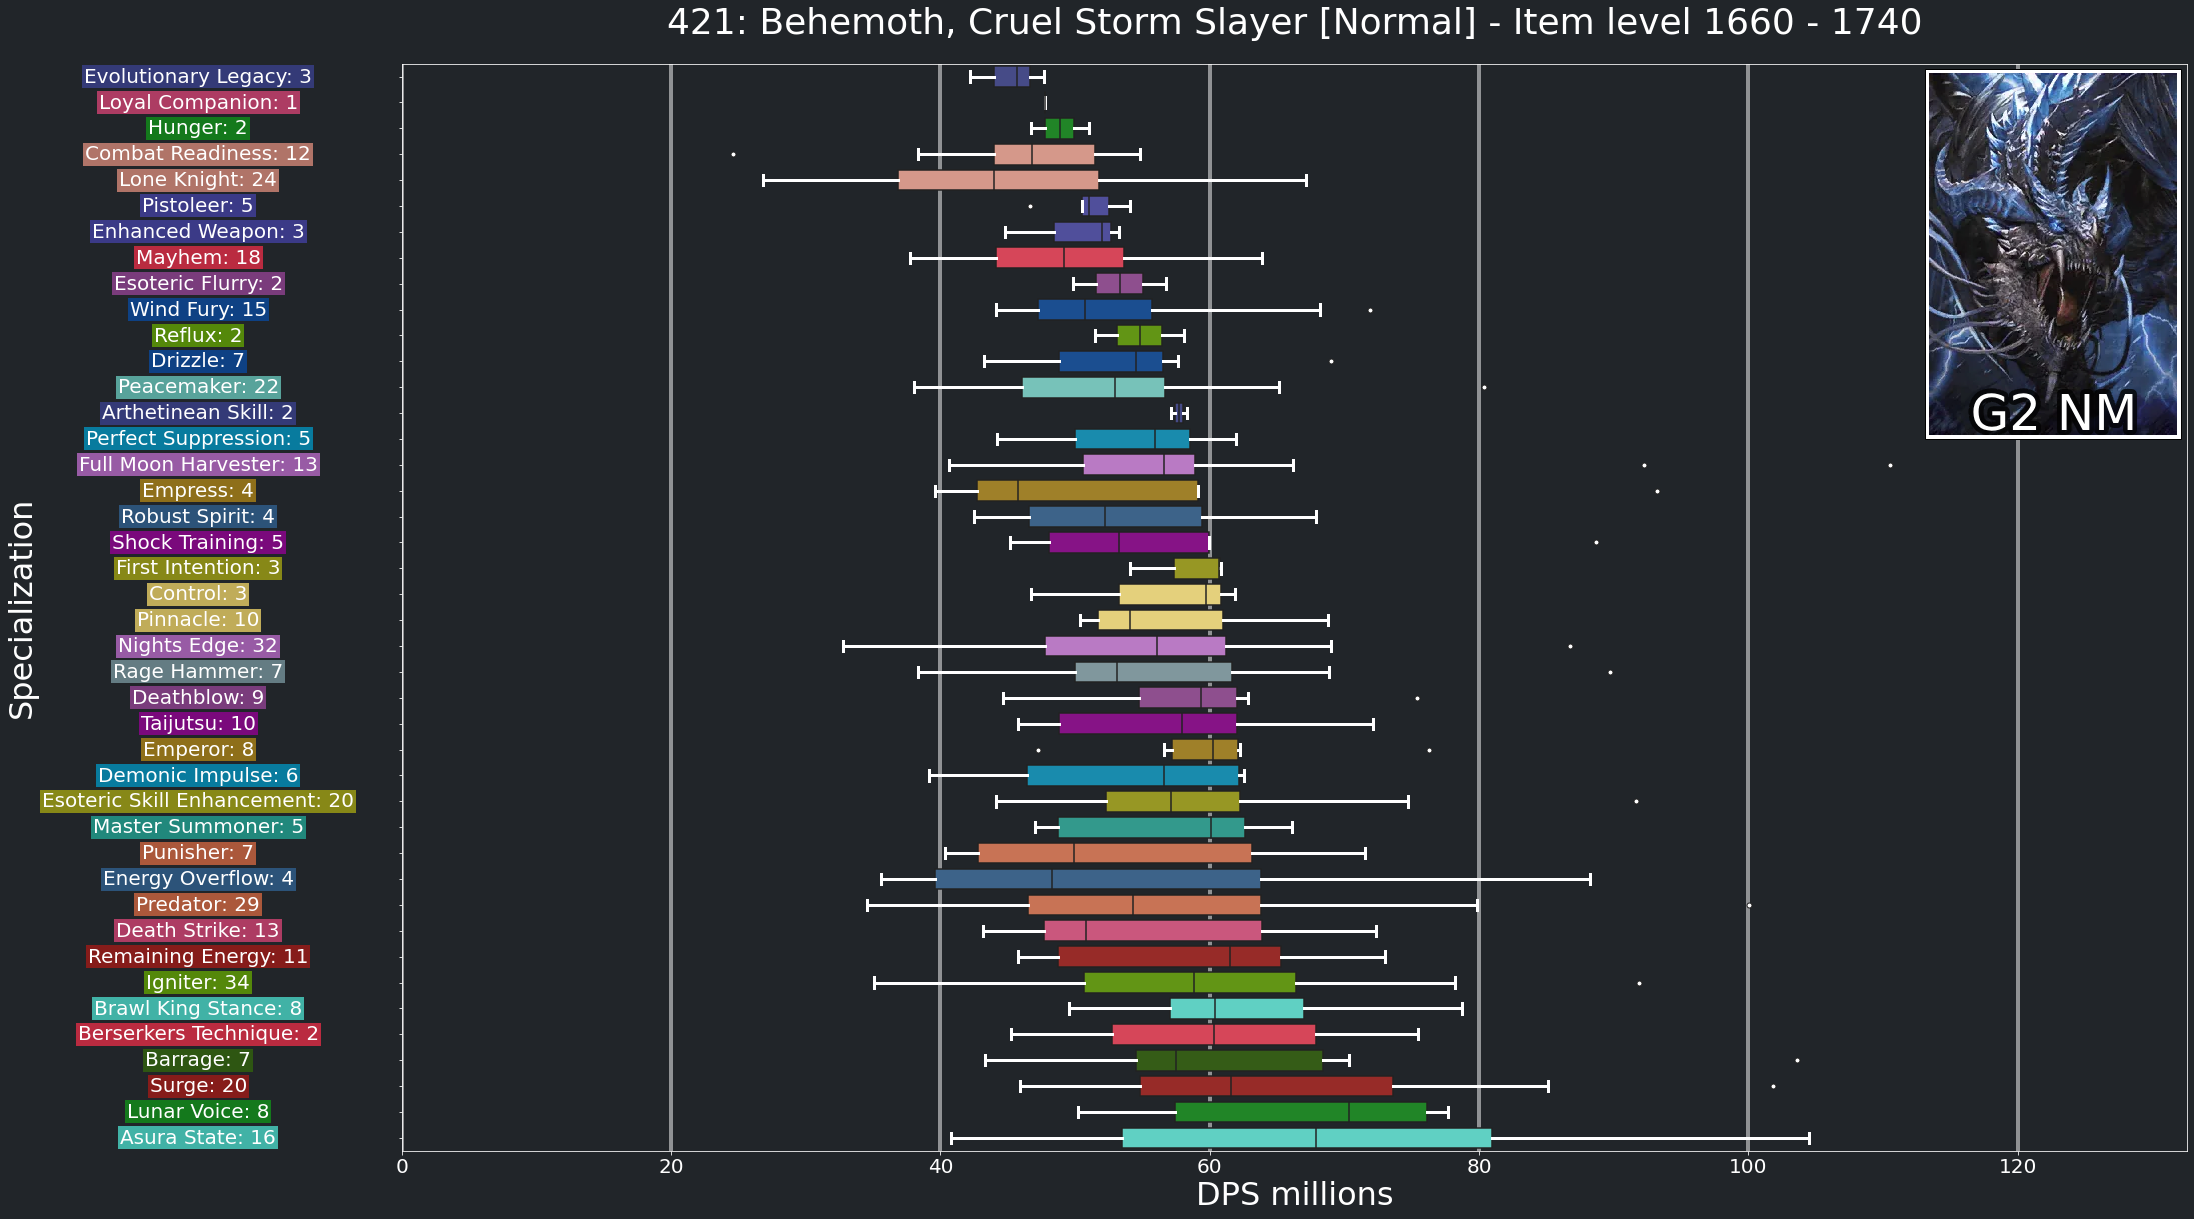 421: Behemoth, Cruel Storm Slayer [Normal] - Item level 1660 - 1740
Specialization
Evolutionary Legacy: 3
Loyal Companion: 1
Hunger: 2
Combat Readiness: 12
Lone Knight: 24
Pistoleer: 5
Enhanced Weapon: 3
Mayhem: 18
Esoteric Flurry: 2
Wind Fury: 15
Reflux: 2
Drizzle: 7
Peacemaker: 22
Arthetinean Skill: 2
Perfect Suppression: 5
Full Moon Harvester: 13
Empress: 4
Robust Spirit: 4
Shock Training: 5
First Intention: 3
Control: 3
Pinnacle: 10
Nights Edge: 32
Rage Hammer: 7
Deathblow: 9
Taijutsu: 10
Emperor: 8
Demonic Impulse: 6
Esoteric Skill Enhancement: 20
Master Summoner: 5
Punisher: 7
Energy Overflow: 4
Predator: 29
Death Strike: 13
Remaining Energy: 11
Igniter: 34
Brawl King Stance: 8
Berserkers Technique: 2
Barrage: 7
Surge: 20
Lunar Voice: 8
Asura State: 16
G2 NM
0 20 40 60 80 100 120
DPS millions